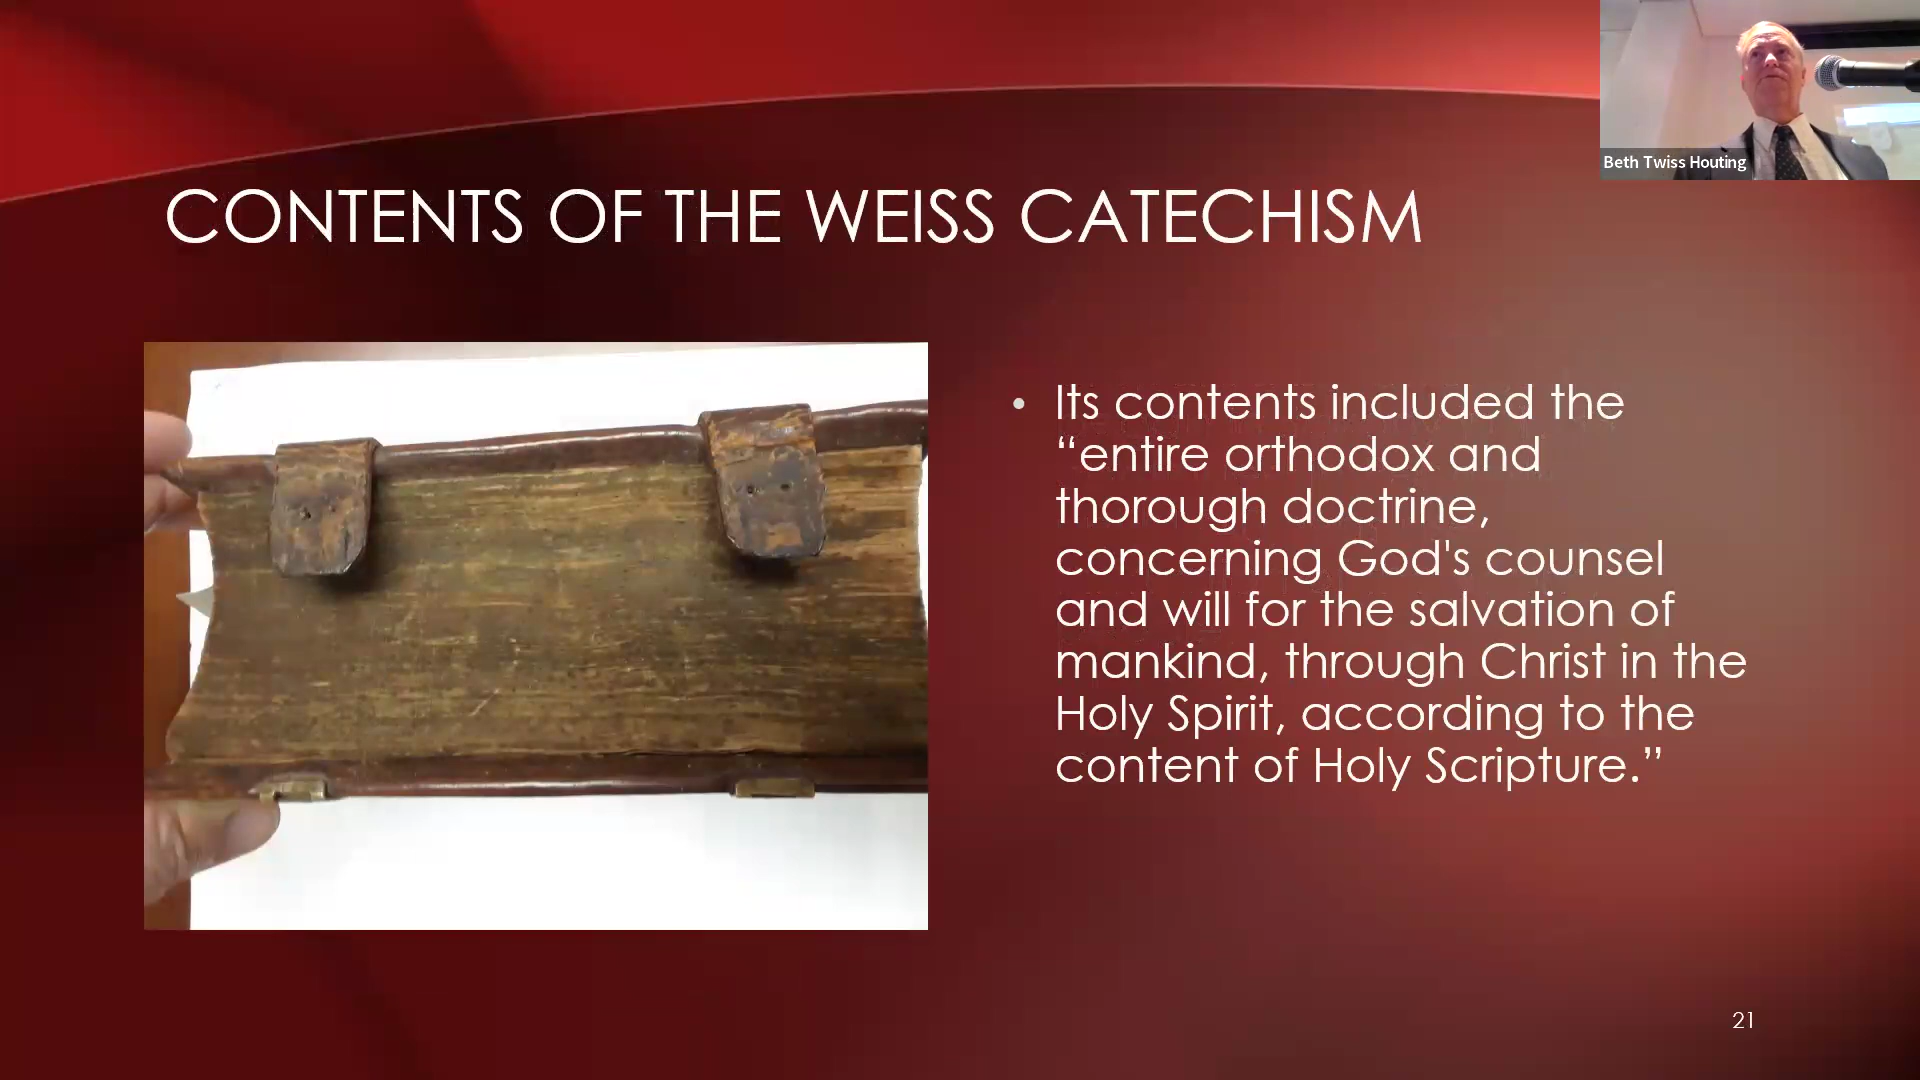 Beth Twiss Houting
CONTENTS OF THE WEISS CATECHISM
• Its contents included the
“entire orthodox and
thorough doctrine,
concerning God's counsel
and will for the salvation of
mankind, through Christ in the
Holy Spirit, according to the
content of Holy Scripture.”
21